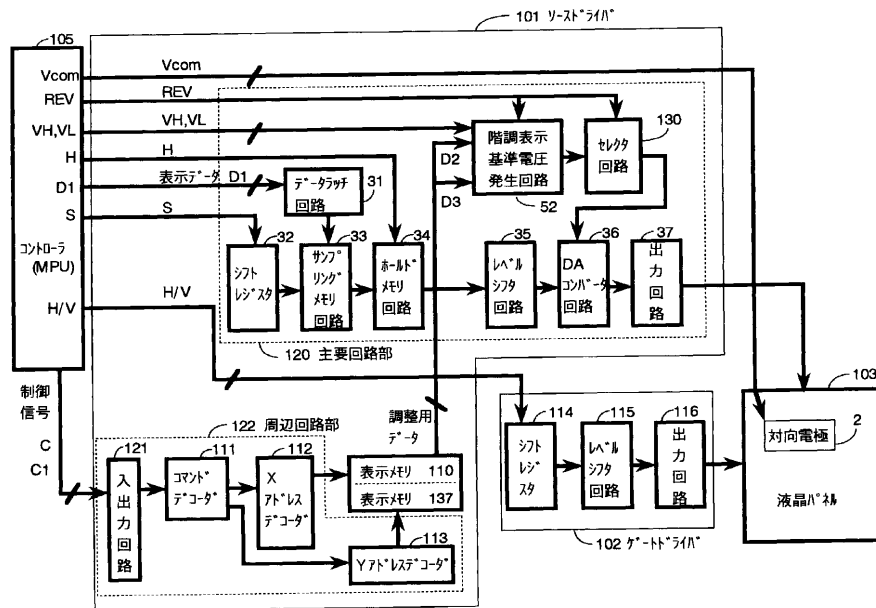 101 ソースドライバ
105
Vcom
Vcom
REV
REV
VH,VL
VH,VL
H
H
D1
表示データ D1
S
S
コントローラ
(MPU)
H/V
H/V
データラッチ
回路
31
D2
D3
階調表示
基準電圧
発生回路
52
セレクタ
回路
130
32
シフト
レジスタ
33
サンプ
リング
メモリ
回路
34
ホールド
メモリ
回路
35
レベル
シフタ
回路
36
DA
コンバータ
回路
37
出力回路
120 主要回路部
制御
信号
C
C1
122 周辺回路部
調整用
データ
121
入出力回路
111
コマンド
デコーダ
112
X
アドレス
デコーダ
表示メモリ 110
表示メモリ 137
113
Yアドレスデコーダ
114
シフト
レジ
スタ
115
レベル
シフタ
回路
116
出力回路
102 ゲートドライバ
103
対向電極
2
液晶パネル